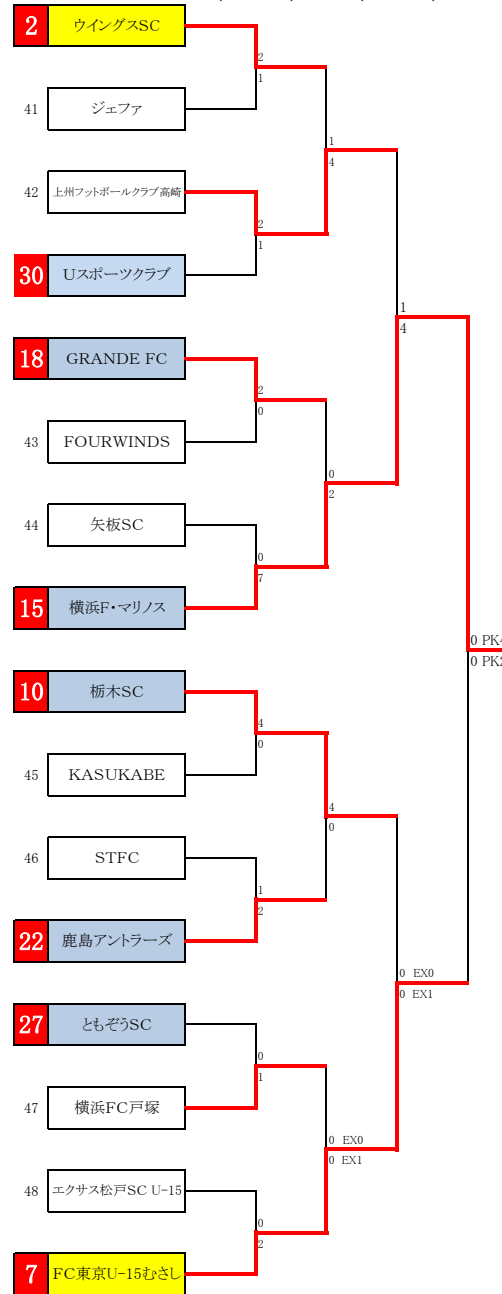 2 ウイングスSC
2
1
41 ジェファ
1
4
42 上州フットボールクラブ高崎
2
1
30 Uスポーツクラブ
1
4
18 GRANDE FC
2
0
43 FOURWINDS
0
2
44 矢板SC
0
7
15 横浜F・マリノス
0 PK4
0 PK2
10 栃木SC
4
0
45 KASUKABE
4
0
46 STFC
1
2
22 鹿島アントラーズ
0 EX0
0 EX1
27 ともぞうSC
0
1
47 横浜FC戸塚
0 EX0
0 EX1
48 エクサス松戸SC U-15
0
2
7 FC東京U-15むさし